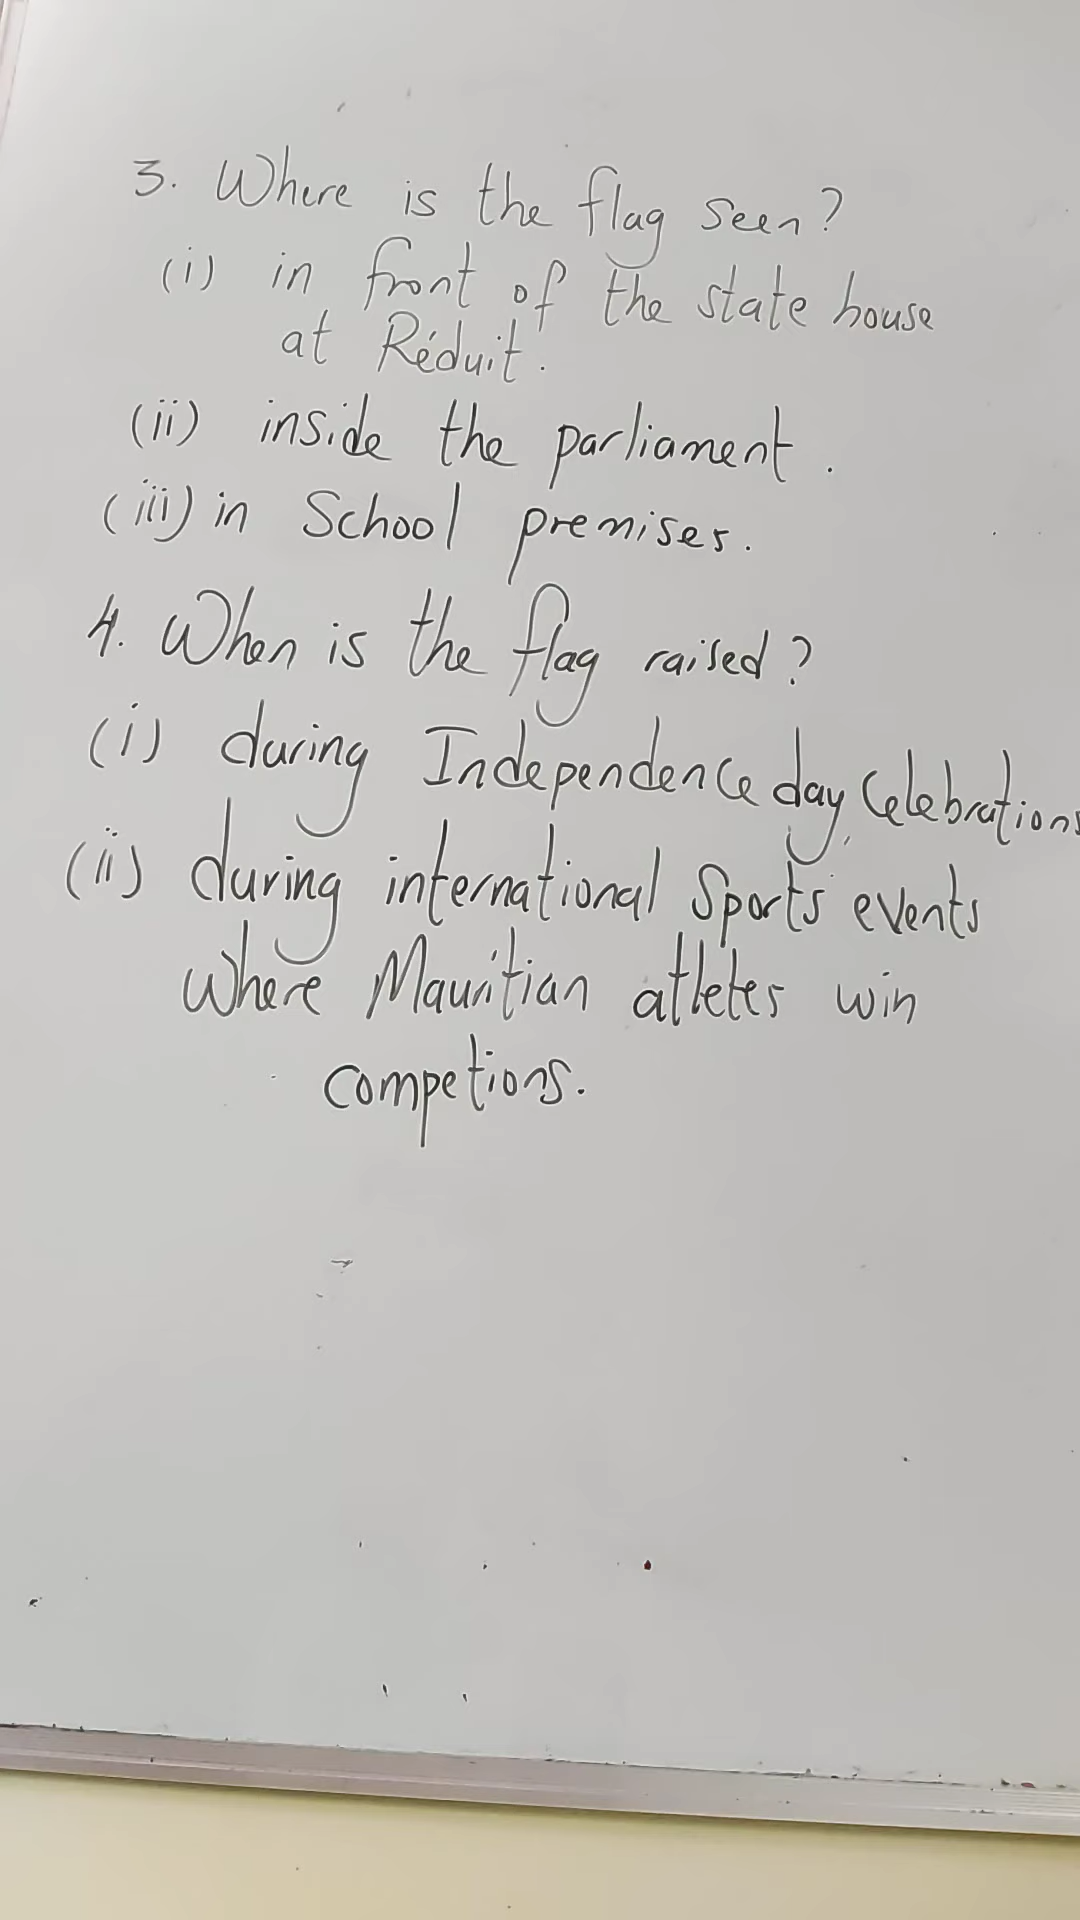 3. Where is the flag seen?
(i) in front of the state house
at Réduit.
(ii) inside the parliament.
(iii) in School premises.
4. When is the flag raised?
(i) during Independence day celebrations
(ii) during international Sports events
where Mauritian atletes win
competions.